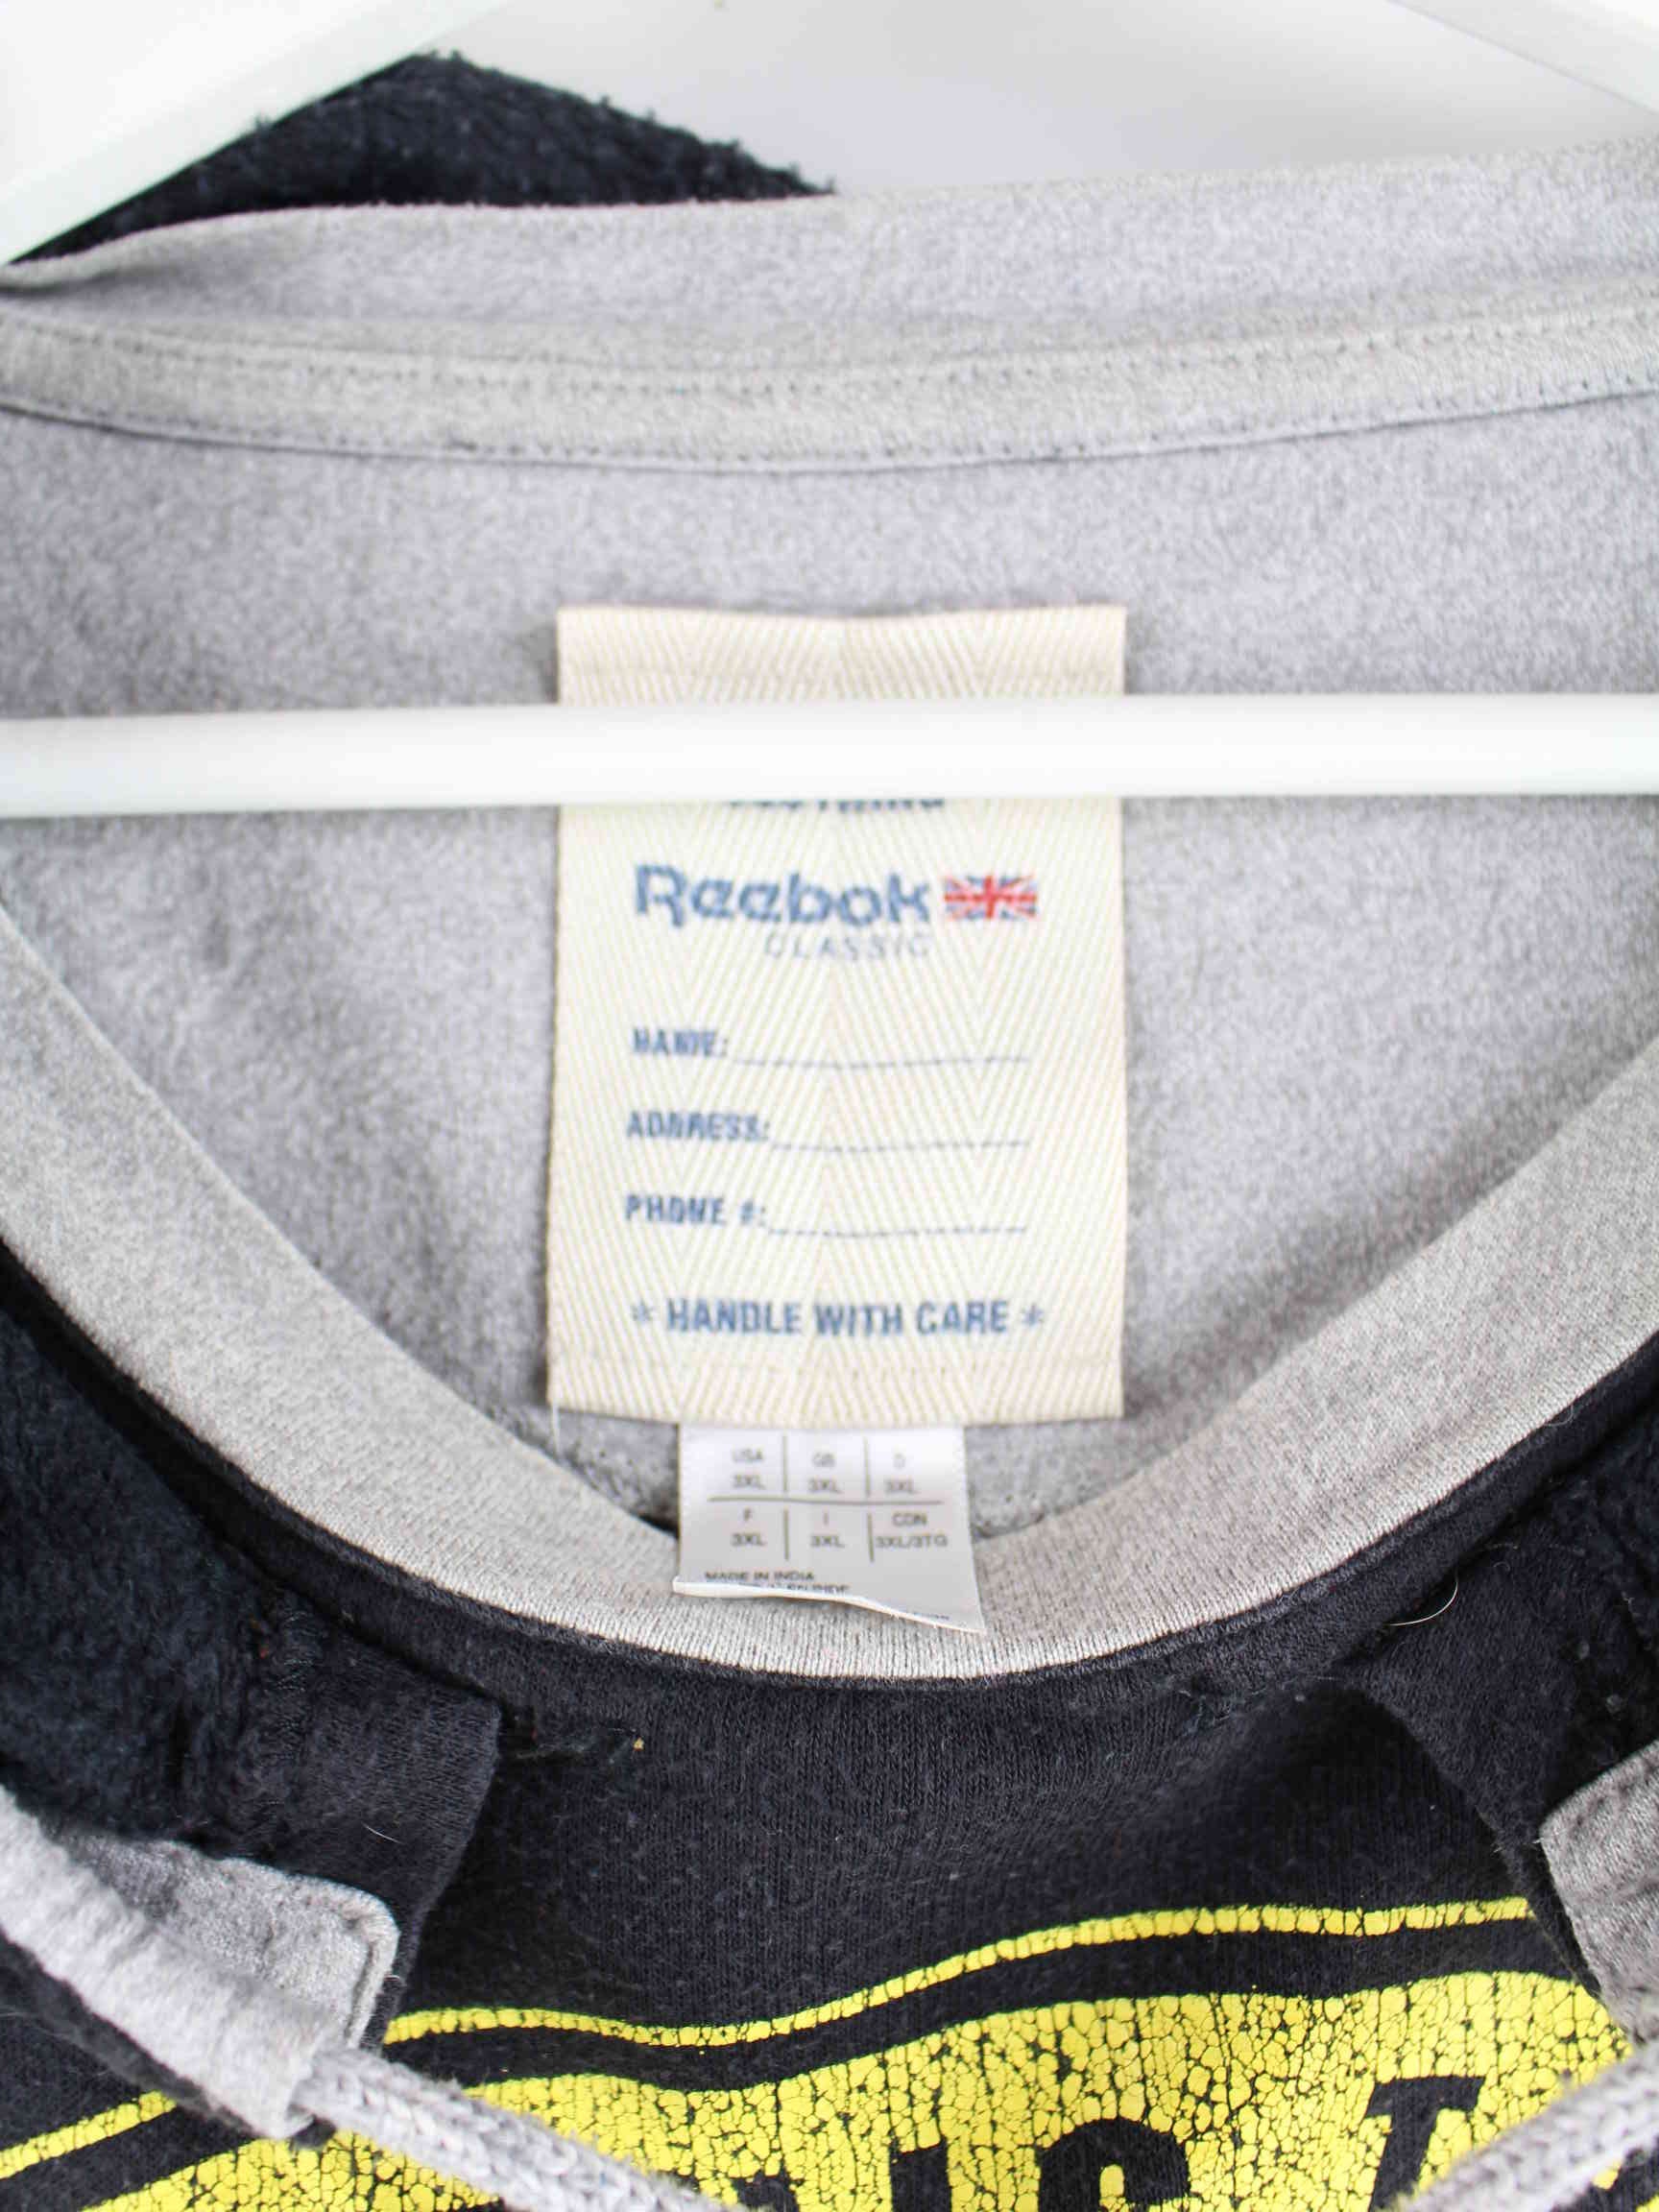 Reebok
CLASSIC
NAME:
ADDRESS:
PHONE #:
* HANDLE WITH CARE *
USA GB D
3XL 3XL 3XL
F I CDN
3XL 3XL 3XL/3TG
MADE IN INDIA